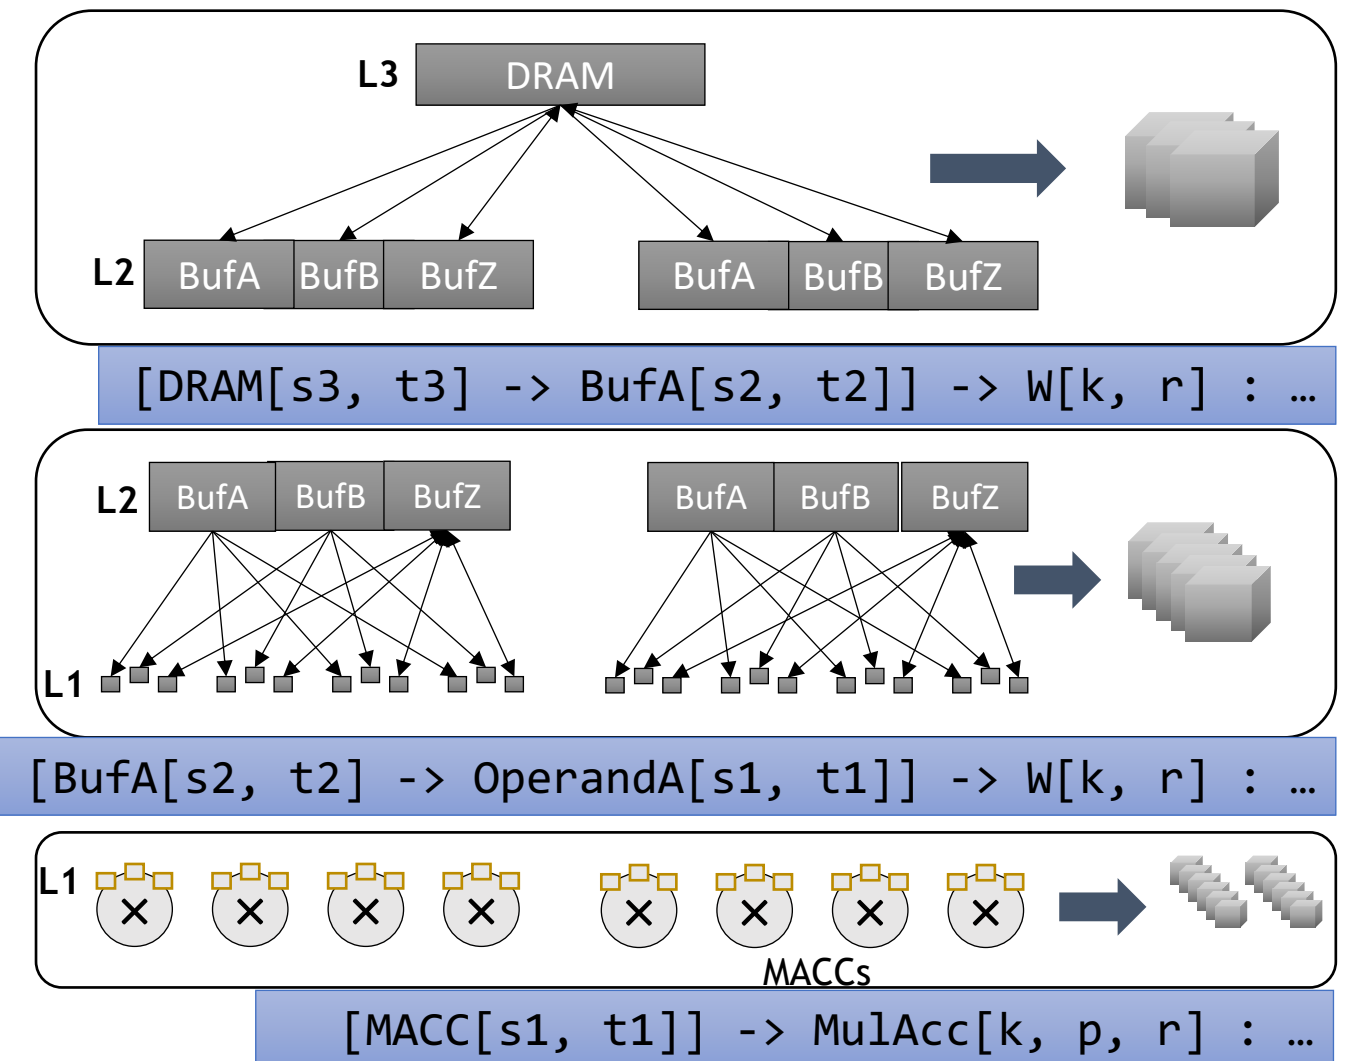 L3 DRAM
L2 BufA BufB BufZ BufA BufB BufZ
[DRAM[s3, t3] -> BufA[s2, t2]] -> W[k, r] : …
L2 BufA BufB BufZ BufA BufB BufZ
L1
[BufA[s2, t2] -> OperandA[s1, t1]] -> W[k, r] : …
L1
MACCs
[MACC[s1, t1]] -> MulAcc[k, p, r] : …